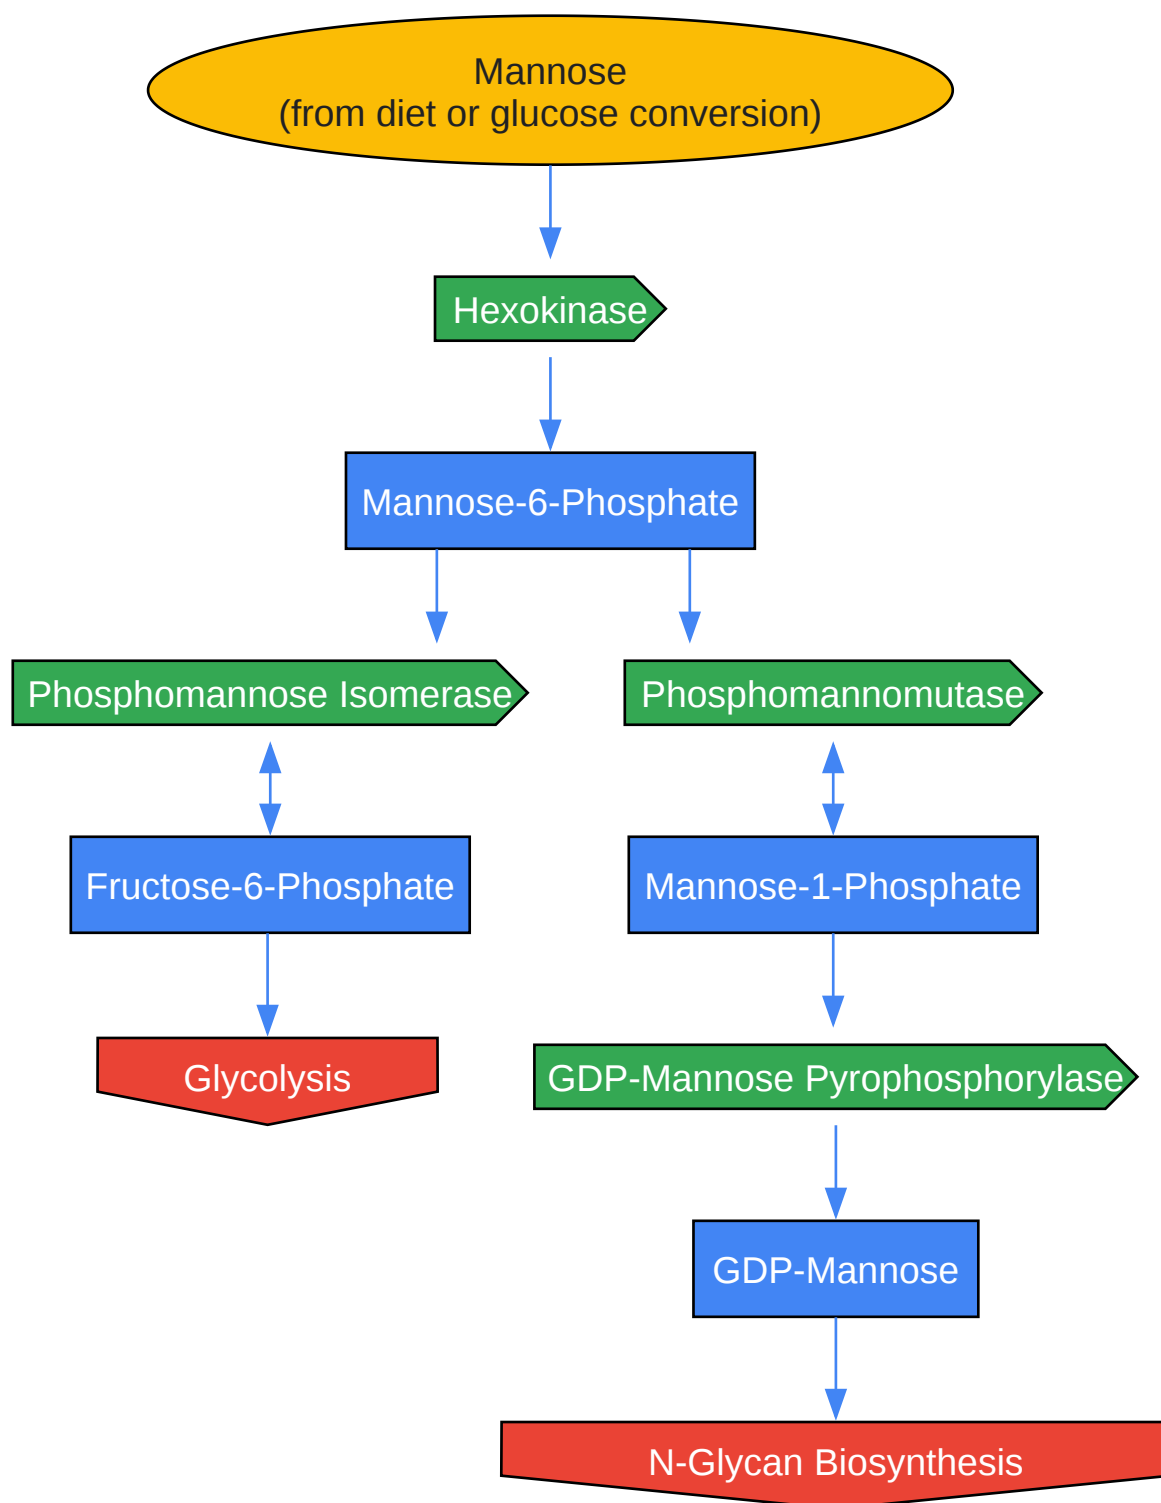 Mannose
(from diet or glucose conversion)
Hexokinase
Mannose-6-Phosphate
Phosphomannose Isomerase
Phosphomannomutase
Fructose-6-Phosphate
Mannose-1-Phosphate
Glycolysis
GDP-Mannose Pyrophosphorylase
GDP-Mannose
N-Glycan Biosynthesis